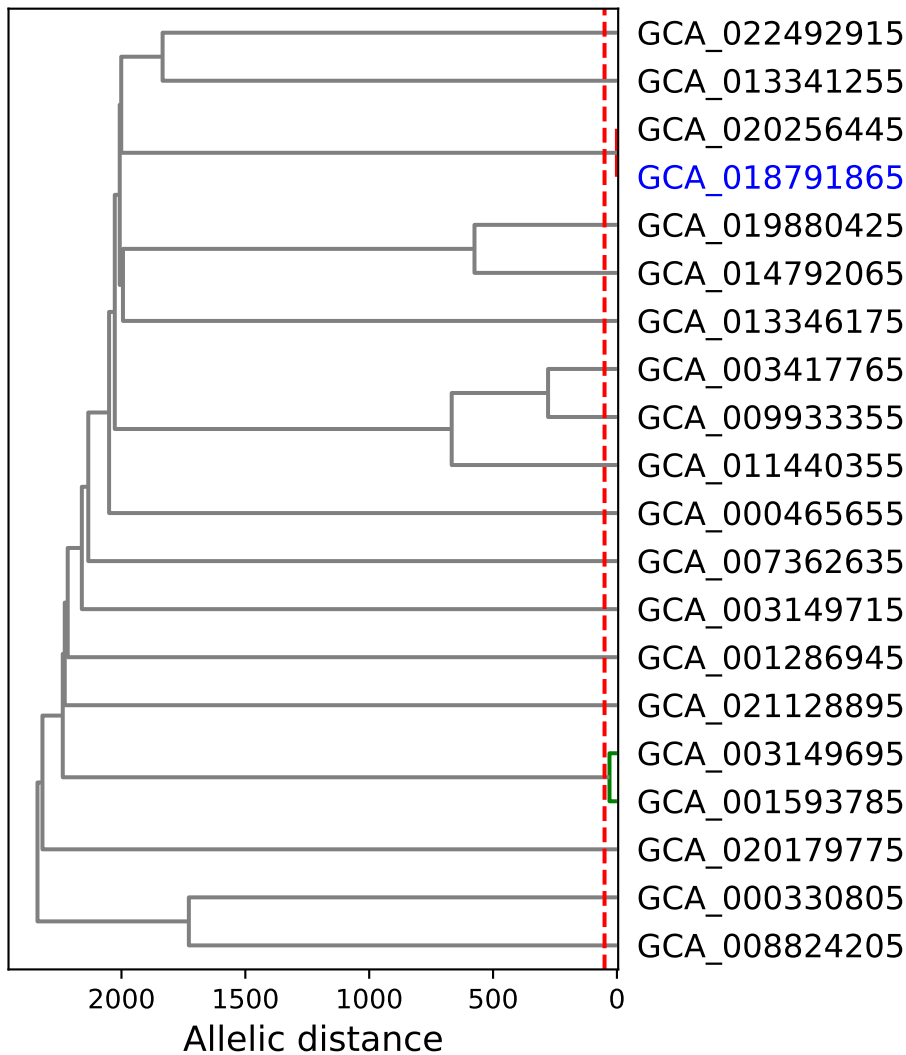 GCA_022492915
GCA_013341255
GCA_020256445
GCA_018791865
GCA_019880425
GCA_014792065
GCA_013346175
GCA_003417765
GCA_009933355
GCA_011440355
GCA_000465655
GCA_007362635
GCA_003149715
GCA_001286945
GCA_021128895
GCA_003149695
GCA_001593785
GCA_020179775
GCA_000330805
GCA_008824205
2000 1500 1000 500 0
Allelic distance